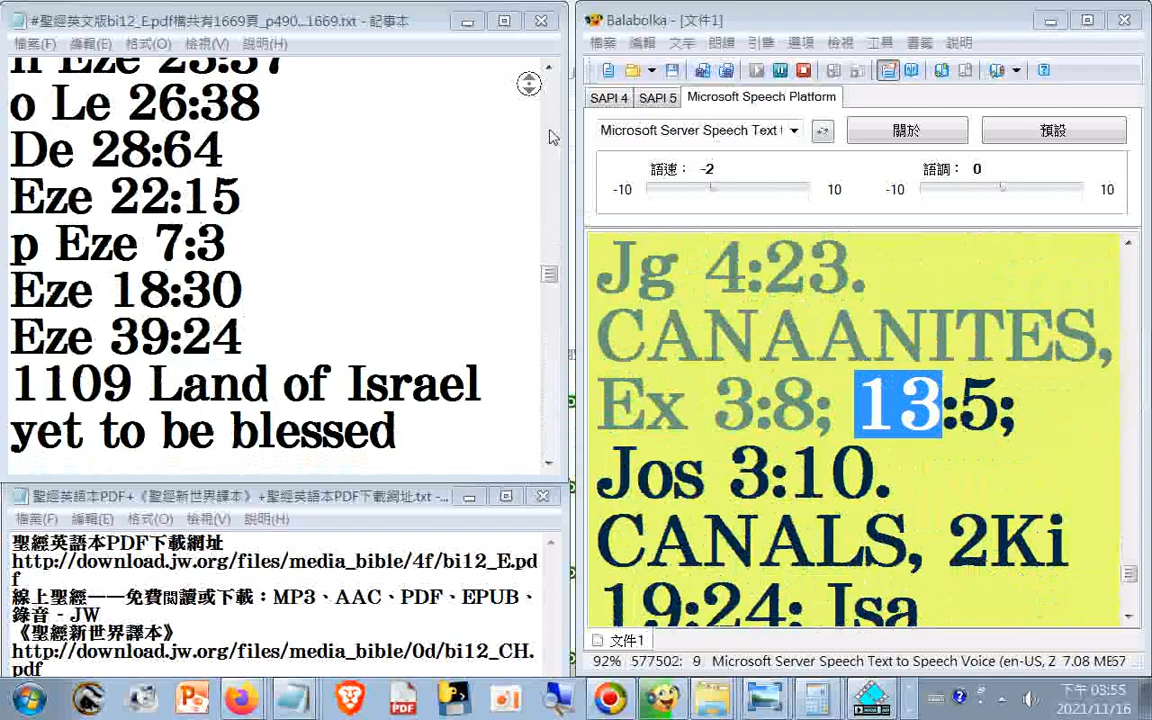 #聖經英文版bi12_E.pdf檔共有1669頁_p490...1669.txt - 記事本
檔案(F) 編輯(E) 格式(O) 檢視(V) 說明(H)
n Eze 25:37
o Le 26:38
De 28:64
Eze 22:15
p Eze 7:3
Eze 18:30
Eze 39:24
1109 Land of Israel
yet to be blessed
聖經英語本PDF+《聖經新世界譯本》+聖經英語本PDF下載網址.txt -...
檔案(F) 編輯(E) 格式(O) 檢視(V) 說明(H)
聖經英語本PDF下載網址
http://download.jw.org/files/media_bible/4f/bi12_E.pd
f
線上聖經——免費閱讀或下載：MP3、AAC、PDF、EPUB、
錄音 - JW
《聖經新世界譯本》
http://download.jw.org/files/media_bible/0d/bi12_CH.
pdf
Balabolka - [文件1]
檔案 編輯 文字 朗讀 引擎 選項 檢視 工具 書籤 說明
SAPI 4 SAPI 5 Microsoft Speech Platform
Microsoft Server Speech Text 關於 預設
語速： -2 語調： 0
-10 10 -10 10
Jg 4:23.
CANAANITES,
Ex 3:8; 13:5;
Jos 3:10.
CANALS, 2Ki
19:24; Isa
文件1
92% 577502: 9 Microsoft Server Speech Text to Speech Voice (en-US, Z 7.08 ME57
PDF
下午 03:55
2021/11/16